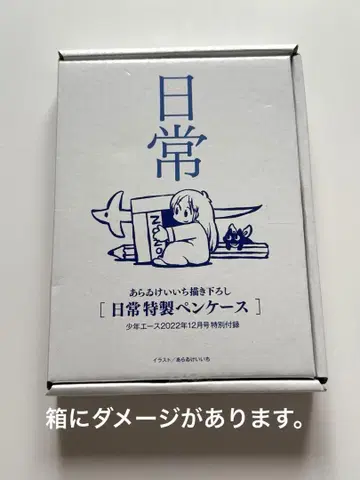 日常
あらゐけいいち描き下ろし
[日常特製ペンケース]
少年エース2022年12月号特別付録
イラスト/あらゐけいいち
箱にダメージがあります。